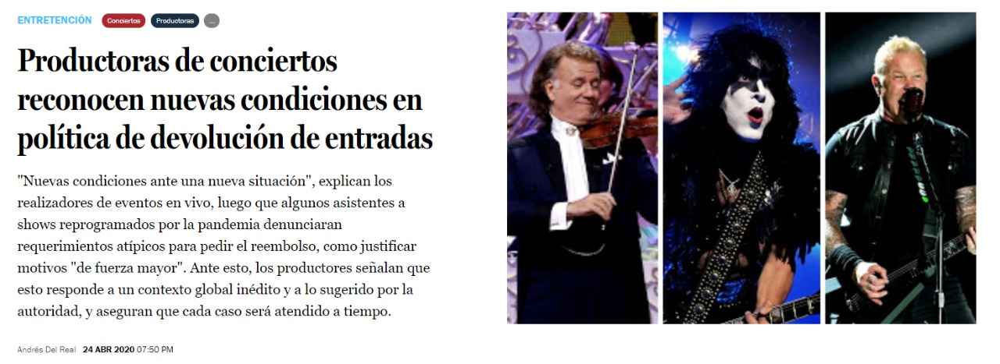 ENTRETENCIÓN Conciertos Productoras ...
Productoras de conciertos
reconocen nuevas condiciones en
política de devolución de entradas
"Nuevas condiciones ante una nueva situación", explican los
realizadores de eventos en vivo, luego que algunos asistentes a
shows reprogramados por la pandemia denunciaran
requerimientos atípicos para pedir el reembolso, como justificar
motivos "de fuerza mayor". Ante esto, los productores señalan que
esto responde a un contexto global inédito y a lo sugerido por la
autoridad, y aseguran que cada caso será atendido a tiempo.
Andrés Del Real 24 ABR 2020 07:50 PM